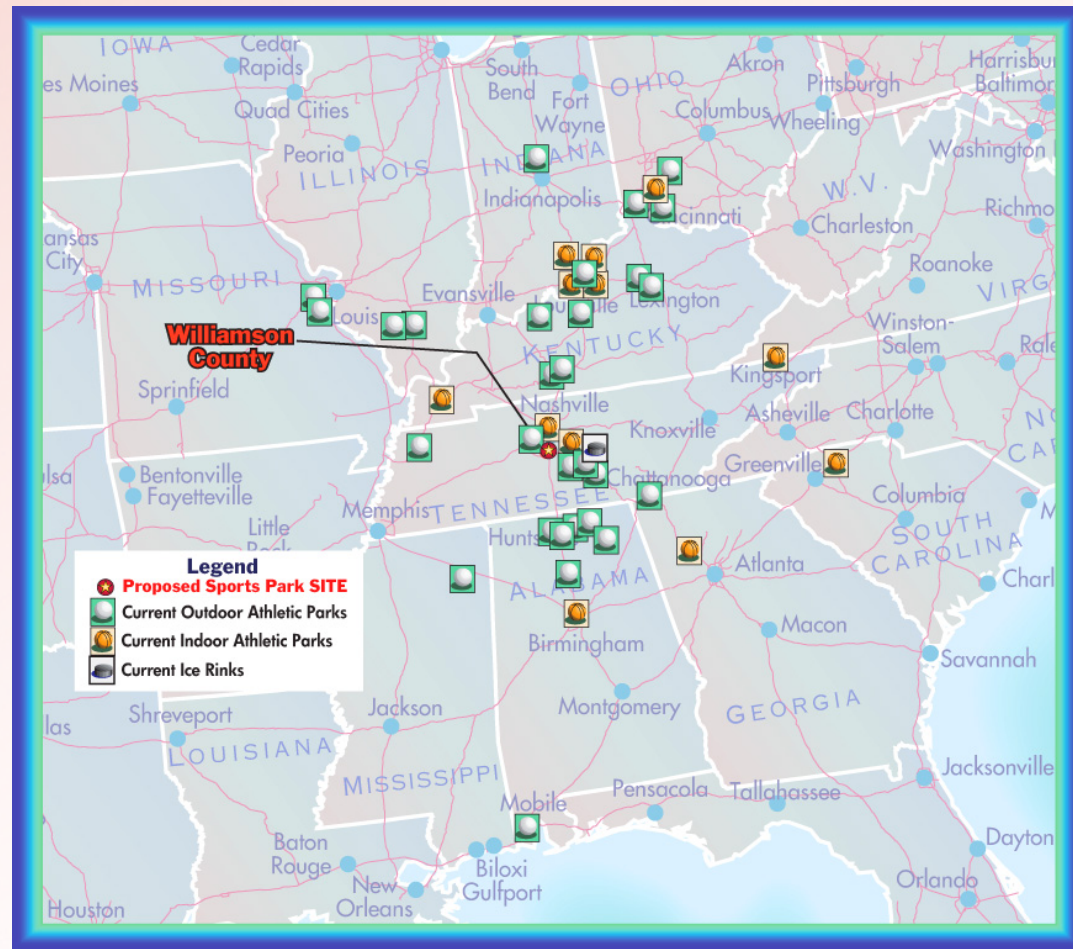 IOWA
Cedar
Rapids
es Moines
Quad Cities
Peoria
ILLINOIS
South
Bend
Fort
Wayne
INDIANA
Indianapolis
OHIO
Akron
Columbus
Wheeling
Pittsburgh
Harrisbur
Baltimor
Washington
W.V.
Charleston
Richmo
Roanoke
VIRG
ansas
City
MISSOURI
Louis
Evansville
Lexington
KENTUCKY
Williamson
County
Sprinfield
Nashville
Kingsport
Winston-
Salem
Rale
Knoxville
Asheville
Charlotte
NO
CAR
Bentonville
Fayetteville
ulsa
Little
Memphis
TENNESSEE
Chattanooga
Greenville
Columbia
SOUTH
CAROLINA
M
Charl
Hunts
ALABAMA
Atlanta
Birmingham
Macon
Savannah
Legend
Proposed Sports Park SITE
Current Outdoor Athletic Parks
Current Indoor Athletic Parks
Current Ice Rinks
las
Shreveport
LOUISIANA
Jackson
MISSISSIPPI
Montgomery
GEORGIA
Jacksonville
Mobile
Pensacola
Tallahassee
Baton
Rouge
Biloxi
Gulfport
New
Orleans
Dayton
Orlando
Houston